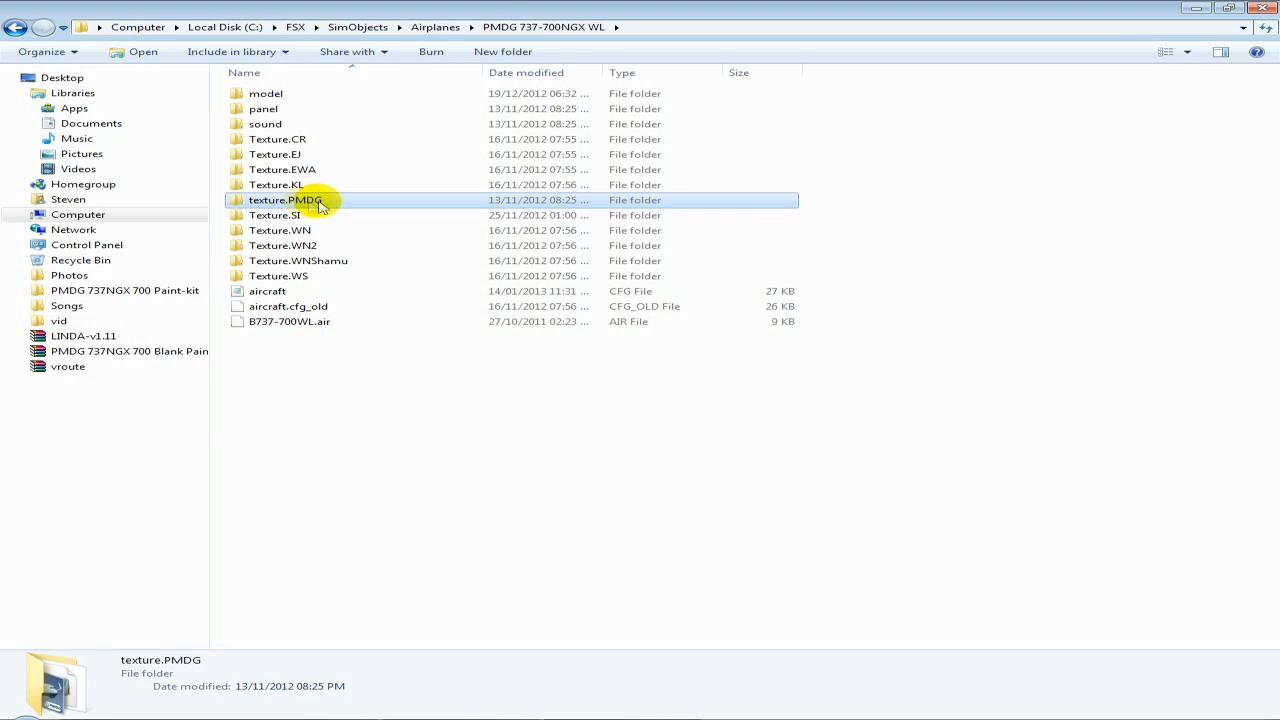 Computer Local Disk (C:) FSX SimObjects Airplanes PMDG 737-700NGX WL
Organize Open Include in library Share with Burn New folder
Name Date modified Type Size
Desktop
Libraries
Apps
Documents
Music
Pictures
Videos
Homegroup
Steven
Computer
Network
Control Panel
Recycle Bin
Photos
PMDG 737NGX 700 Paint-kit
Songs
vid
LINDA-v1.11
PMDG 737NGX 700 Blank Pain
vroute
model 19/12/2012 06:32 ... File folder
panel 13/11/2012 08:25 ... File folder
sound 13/11/2012 08:25 ... File folder
Texture.CR 16/11/2012 07:55 ... File folder
Texture.EJ 16/11/2012 07:55 ... File folder
Texture.EWA 16/11/2012 07:55 ... File folder
Texture.KL 16/11/2012 07:56 ... File folder
texture.PMDG 13/11/2012 08:25 ... File folder
Texture.SI 25/11/2012 01:00 ... File folder
Texture.WN 16/11/2012 07:56 ... File folder
Texture.WN2 16/11/2012 07:56 ... File folder
Texture.WNShamu 16/11/2012 07:56 ... File folder
Texture.WS 16/11/2012 07:56 ... File folder
aircraft 14/01/2013 11:31 ... CFG File 27 KB
aircraft.cfg_old 16/11/2012 07:56 ... CFG_OLD File 26 KB
B737-700WL.air 27/10/2011 02:23 ... AIR File 9 KB
texture.PMDG
File folder
Date modified: 13/11/2012 08:25 PM